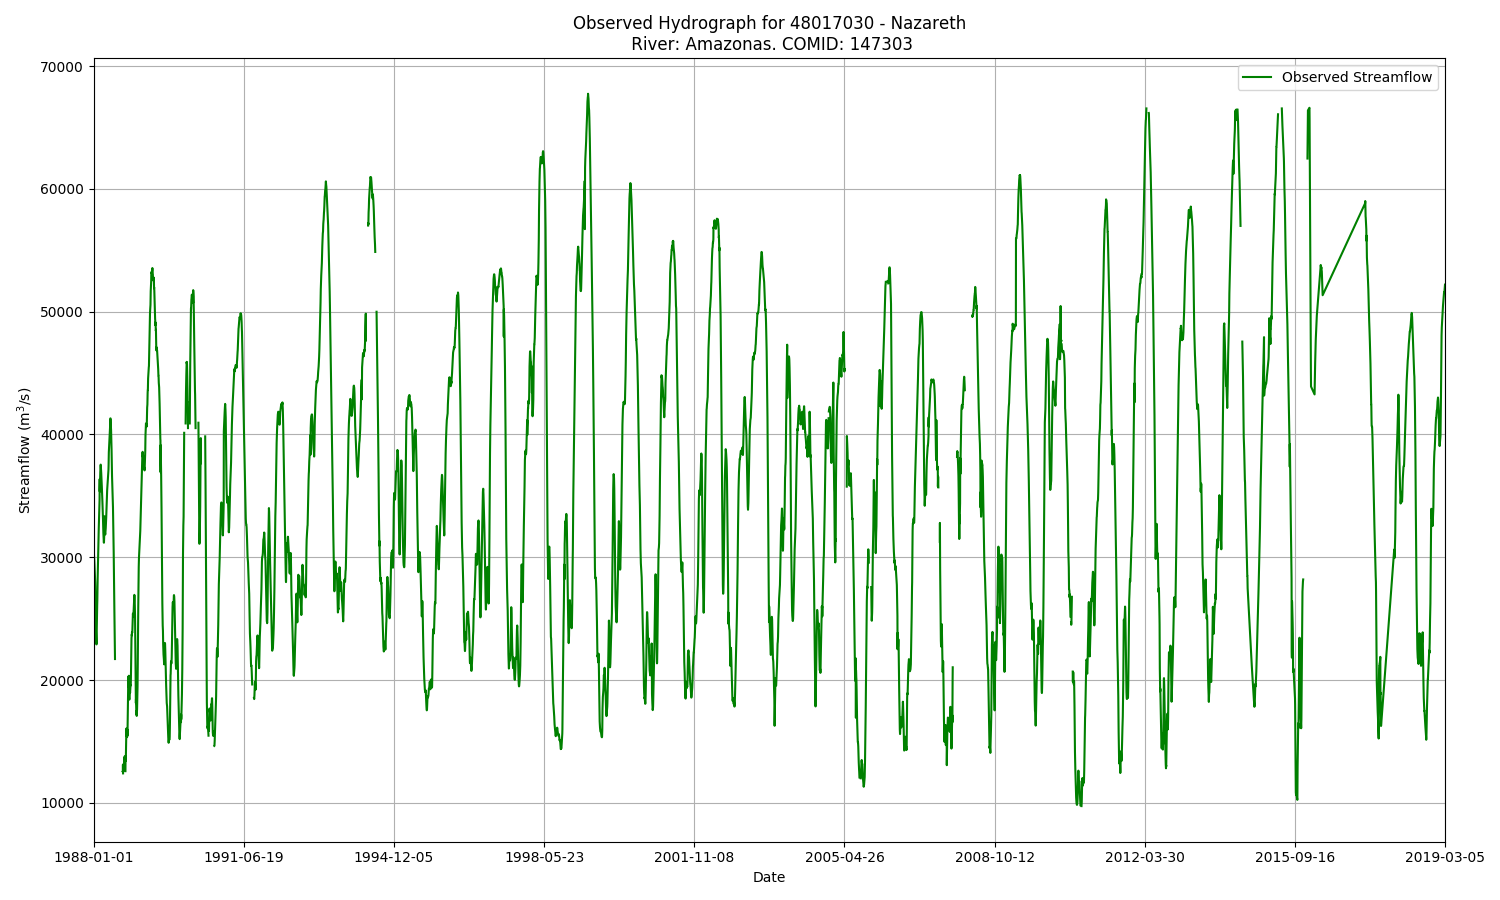 Observed Hydrograph for 48017030 - Nazareth
River: Amazonas. COMID: 147303
Observed Streamflow
70000
60000
50000
40000
30000
20000
10000
Streamflow (m³/s)
1988-01-01 1991-06-19 1994-12-05 1998-05-23 2001-11-08 2005-04-26 2008-10-12 2012-03-30 2015-09-16 2019-03-05
Date